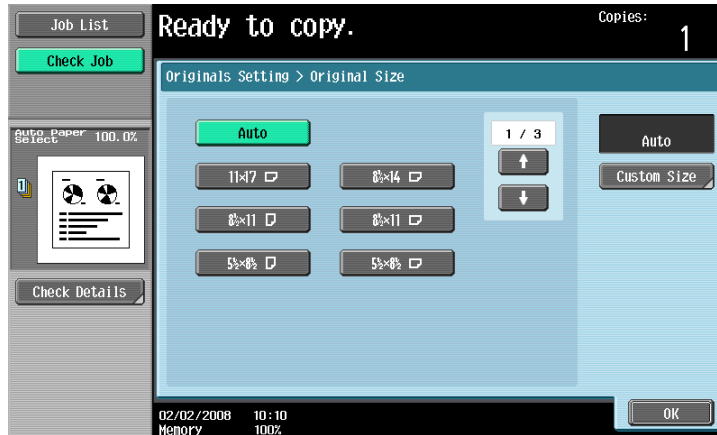 Job List
Check Job
Ready to copy.
Copies:
1
Originals Setting > Original Size
Auto Paper Select 100.0%
1
Check Details
Auto
11×17
8½×14
8½×11
8½×11
5½×8½
5½×8½
1 / 3
Auto
Custom Size
02/02/2008 10:10
Memory 100%
OK